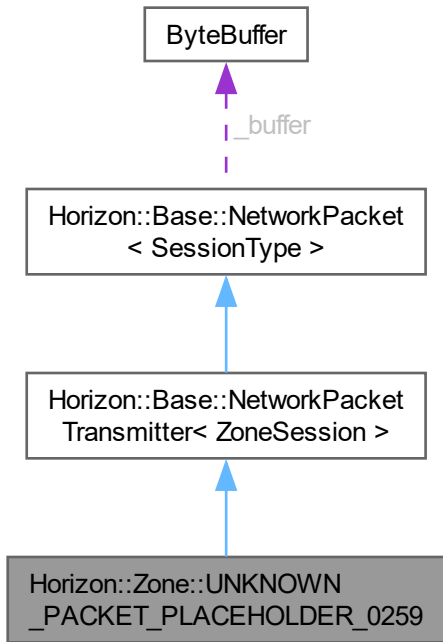 ByteBuffer
_buffer
Horizon::Base::NetworkPacket
< SessionType >
Horizon::Base::NetworkPacket
Transmitter< ZoneSession >
Horizon::Zone::UNKNOWN
_PACKET_PLACEHOLDER_0259